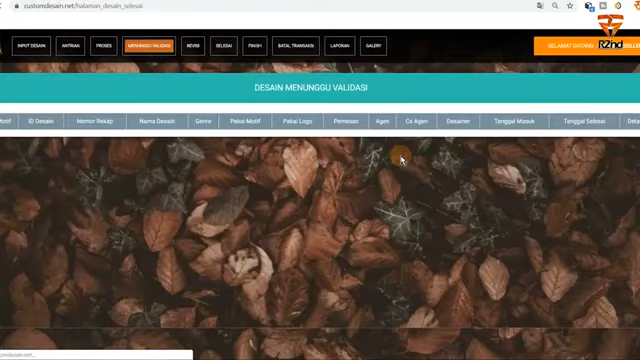 customdesain.net/halaman_desain_selesai
INPUT DESAIN
ANTRIAN
PROSES
MENUNGGU VALIDASI
REVISI
SELESAI
FINISH
BATAL TRANSAKSI
LAPORAN
GALERY
SELAMAT DATANG
R2nd
DESAIN MENUNGGU VALIDASI
Motif ID Desain Nomor Rekap Nama Desain Genre Pakai Motif Pakai Logo Pemesan Agen Cs Agen Desainer Tanggal Masuk Tanggal Selesai